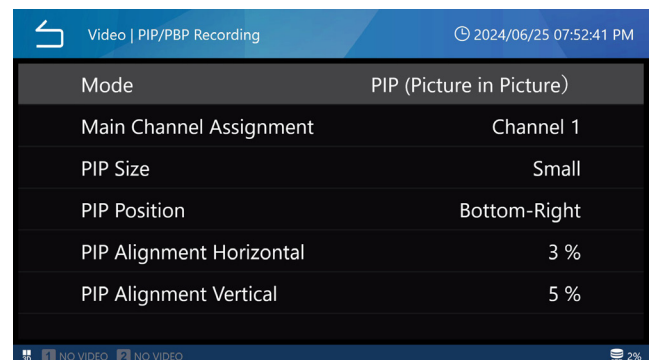 Video | PIP/PBP Recording 2024/06/25 07:52:41 PM
Mode PIP (Picture in Picture）
Main Channel Assignment Channel 1
PIP Size Small
PIP Position Bottom-Right
PIP Alignment Horizontal 3 %
PIP Alignment Vertical 5 %
3D 1 NO VIDEO 2 NO VIDEO 2%